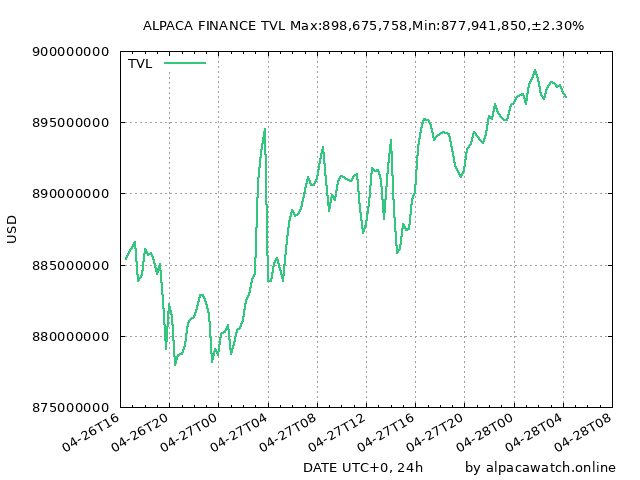 ALPACA FINANCE TVL Max:898,675,758,Min:877,941,850,±2.30%
900000000
TVL
895000000
890000000
USD
885000000
880000000
875000000
04-26T16 04-26T20 04-27T00 04-27T04 04-27T08 04-27T12 04-27T16 04-27T20 04-28T00 04-28T04 04-28T08
DATE UTC+0, 24h by alpacawatch.online